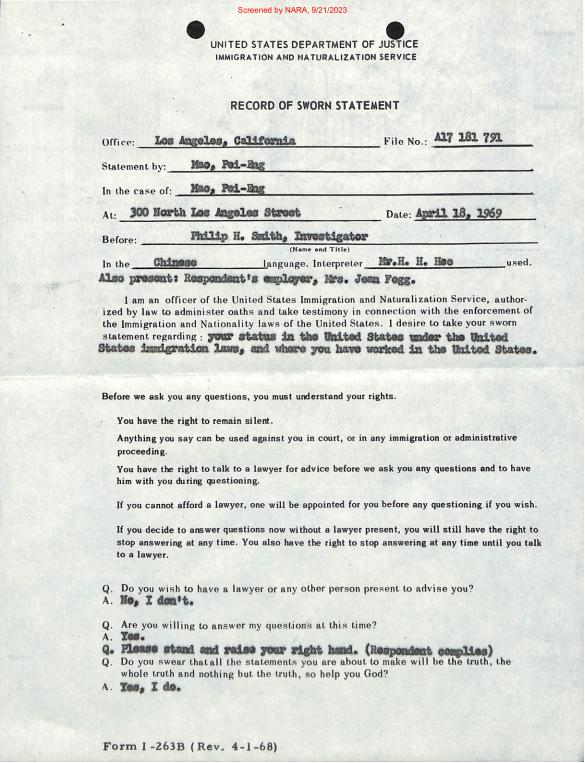 Screened by NARA, 9/21/2023
UNITED STATES DEPARTMENT OF JUSTICE
IMMIGRATION AND NATURALIZATION SERVICE
RECORD OF SWORN STATEMENT
Office: Los Angeles, California File No.: A17 181 791
Statement by: Mao, Pei-Eng
In the case of: Mao, Pei-Eng
At: 300 North Los Angeles Street Date: April 18, 1969
Before: Philip H. Smith, Investigator
(Name and Title)
In the Chinese language. Interpreter Mr.H. H. Hee used.
Also present: Respondent's employer, Mrs. Jean Fogg.
I am an officer of the United States Immigration and Naturalization Service, author-
ized by law to administer oaths and take testimony in connection with the enforcement of
the Immigration and Nationality laws of the United States. I desire to take your sworn
statement regarding : your status in the United States under the United
States immigration laws, and where you have worked in the United States.
Before we ask you any questions, you must understand your rights.
You have the right to remain silent.
Anything you say can be used against you in court, or in any immigration or administrative
proceeding.
You have the right to talk to a lawyer for advice before we ask you any questions and to have
him with you during questioning.
If you cannot afford a lawyer, one will be appointed for you before any questioning if you wish.
If you decide to answer questions now without a lawyer present, you will still have the right to
stop answering at any time. You also have the right to stop answering at any time until you talk
to a lawyer.
Q. Do you wish to have a lawyer or any other person present to advise you?
A. No, I don't.
Q. Are you willing to answer my questions at this time?
A. Yes.
Q. Please stand and raise your right hand. (Respondent complies)
Q. Do you swear that all the statements you are about to make will be the truth, the
whole truth and nothing but the truth, so help you God?
A. Yes, I do.
Form I-263B (Rev. 4-1-68)